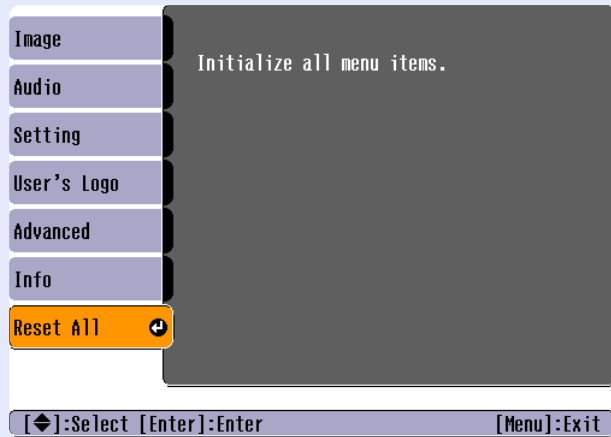 Image
Audio
Setting
User's Logo
Advanced
Info
Reset All
Initialize all menu items.
[◆]:Select [Enter]:Enter
[Menu]:Exit